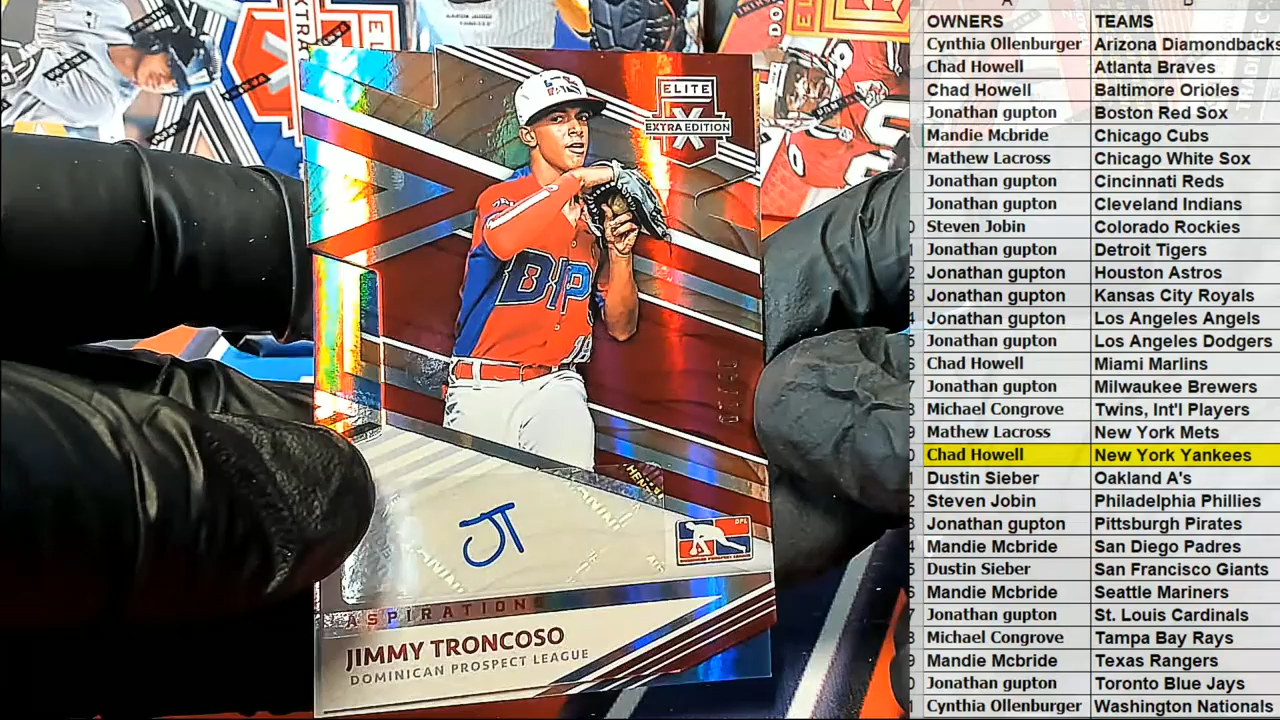 ELITE
EXTRA EDITION
X
BP
18
JT
DPL
ASPIRATIONS
JIMMY TRONCOSO
DOMINICAN PROSPECT LEAGUE
OWNERS TEAMS
Cynthia Ollenburger Arizona Diamondbacks
Chad Howell Atlanta Braves
Chad Howell Baltimore Orioles
Jonathan gupton Boston Red Sox
Mandie Mcbride Chicago Cubs
Mathew Lacross Chicago White Sox
Jonathan gupton Cincinnati Reds
Jonathan gupton Cleveland Indians
Steven Jobin Colorado Rockies
Jonathan gupton Detroit Tigers
Jonathan gupton Houston Astros
Jonathan gupton Kansas City Royals
Jonathan gupton Los Angeles Angels
Jonathan gupton Los Angeles Dodgers
Chad Howell Miami Marlins
Jonathan gupton Milwaukee Brewers
Michael Congrove Twins, Int'l Players
Mathew Lacross New York Mets
Chad Howell New York Yankees
Dustin Sieber Oakland A's
Steven Jobin Philadelphia Phillies
Jonathan gupton Pittsburgh Pirates
Mandie Mcbride San Diego Padres
Dustin Sieber San Francisco Giants
Mandie Mcbride Seattle Mariners
Jonathan gupton St. Louis Cardinals
Michael Congrove Tampa Bay Rays
Mandie Mcbride Texas Rangers
Jonathan gupton Toronto Blue Jays
Cynthia Ollenburger Washington Nationals